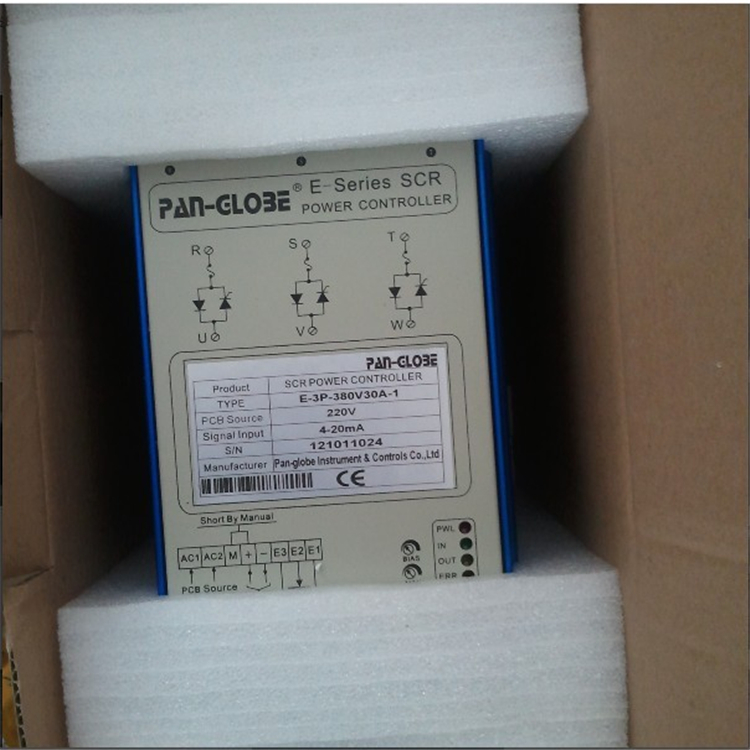 PAN-GLOBE® E-Series SCR
POWER CONTROLLER
R S T
U V W
PAN-GLOBE
Product SCR POWER CONTROLLER
TYPE E-3P-380V30A-1
PCB Source 220V
Signal Input 4-20mA
S/N 121011024
Manufacturer Pan-globe Instrument & Controls Co.,Ltd
CE
Short By Manual
AC1 AC2 M + - E3 E2 E1
PCB Source
BIAS
PWL
IN
OUT
ERR